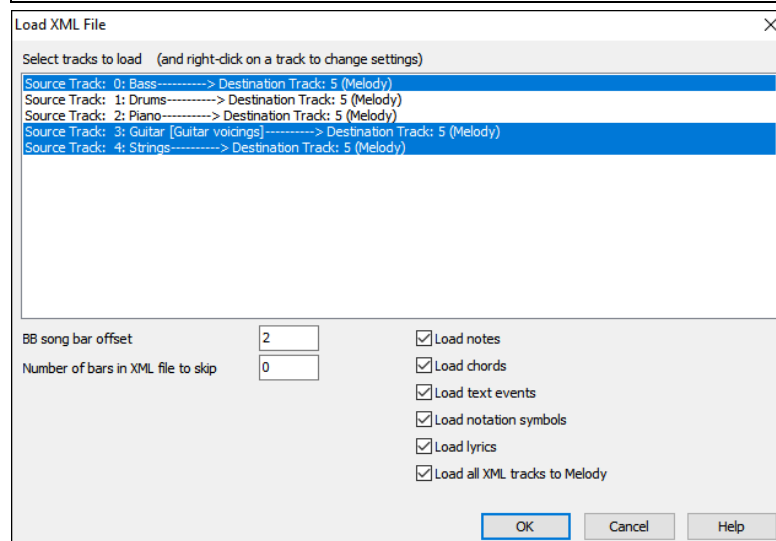 Load XML File
Select tracks to load (and right-click on a track to change settings)
Source Track: 0: Bass----------> Destination Track: 5 (Melody)
Source Track: 1: Drums----------> Destination Track: 5 (Melody)
Source Track: 2: Piano----------> Destination Track: 5 (Melody)
Source Track: 3: Guitar [Guitar voicings]----------> Destination Track: 5 (Melody)
Source Track: 4: Strings----------> Destination Track: 5 (Melody)
BB song bar offset 2
Number of bars in XML file to skip 0
Load notes
Load chords
Load text events
Load notation symbols
Load lyrics
Load all XML tracks to Melody
OK Cancel Help